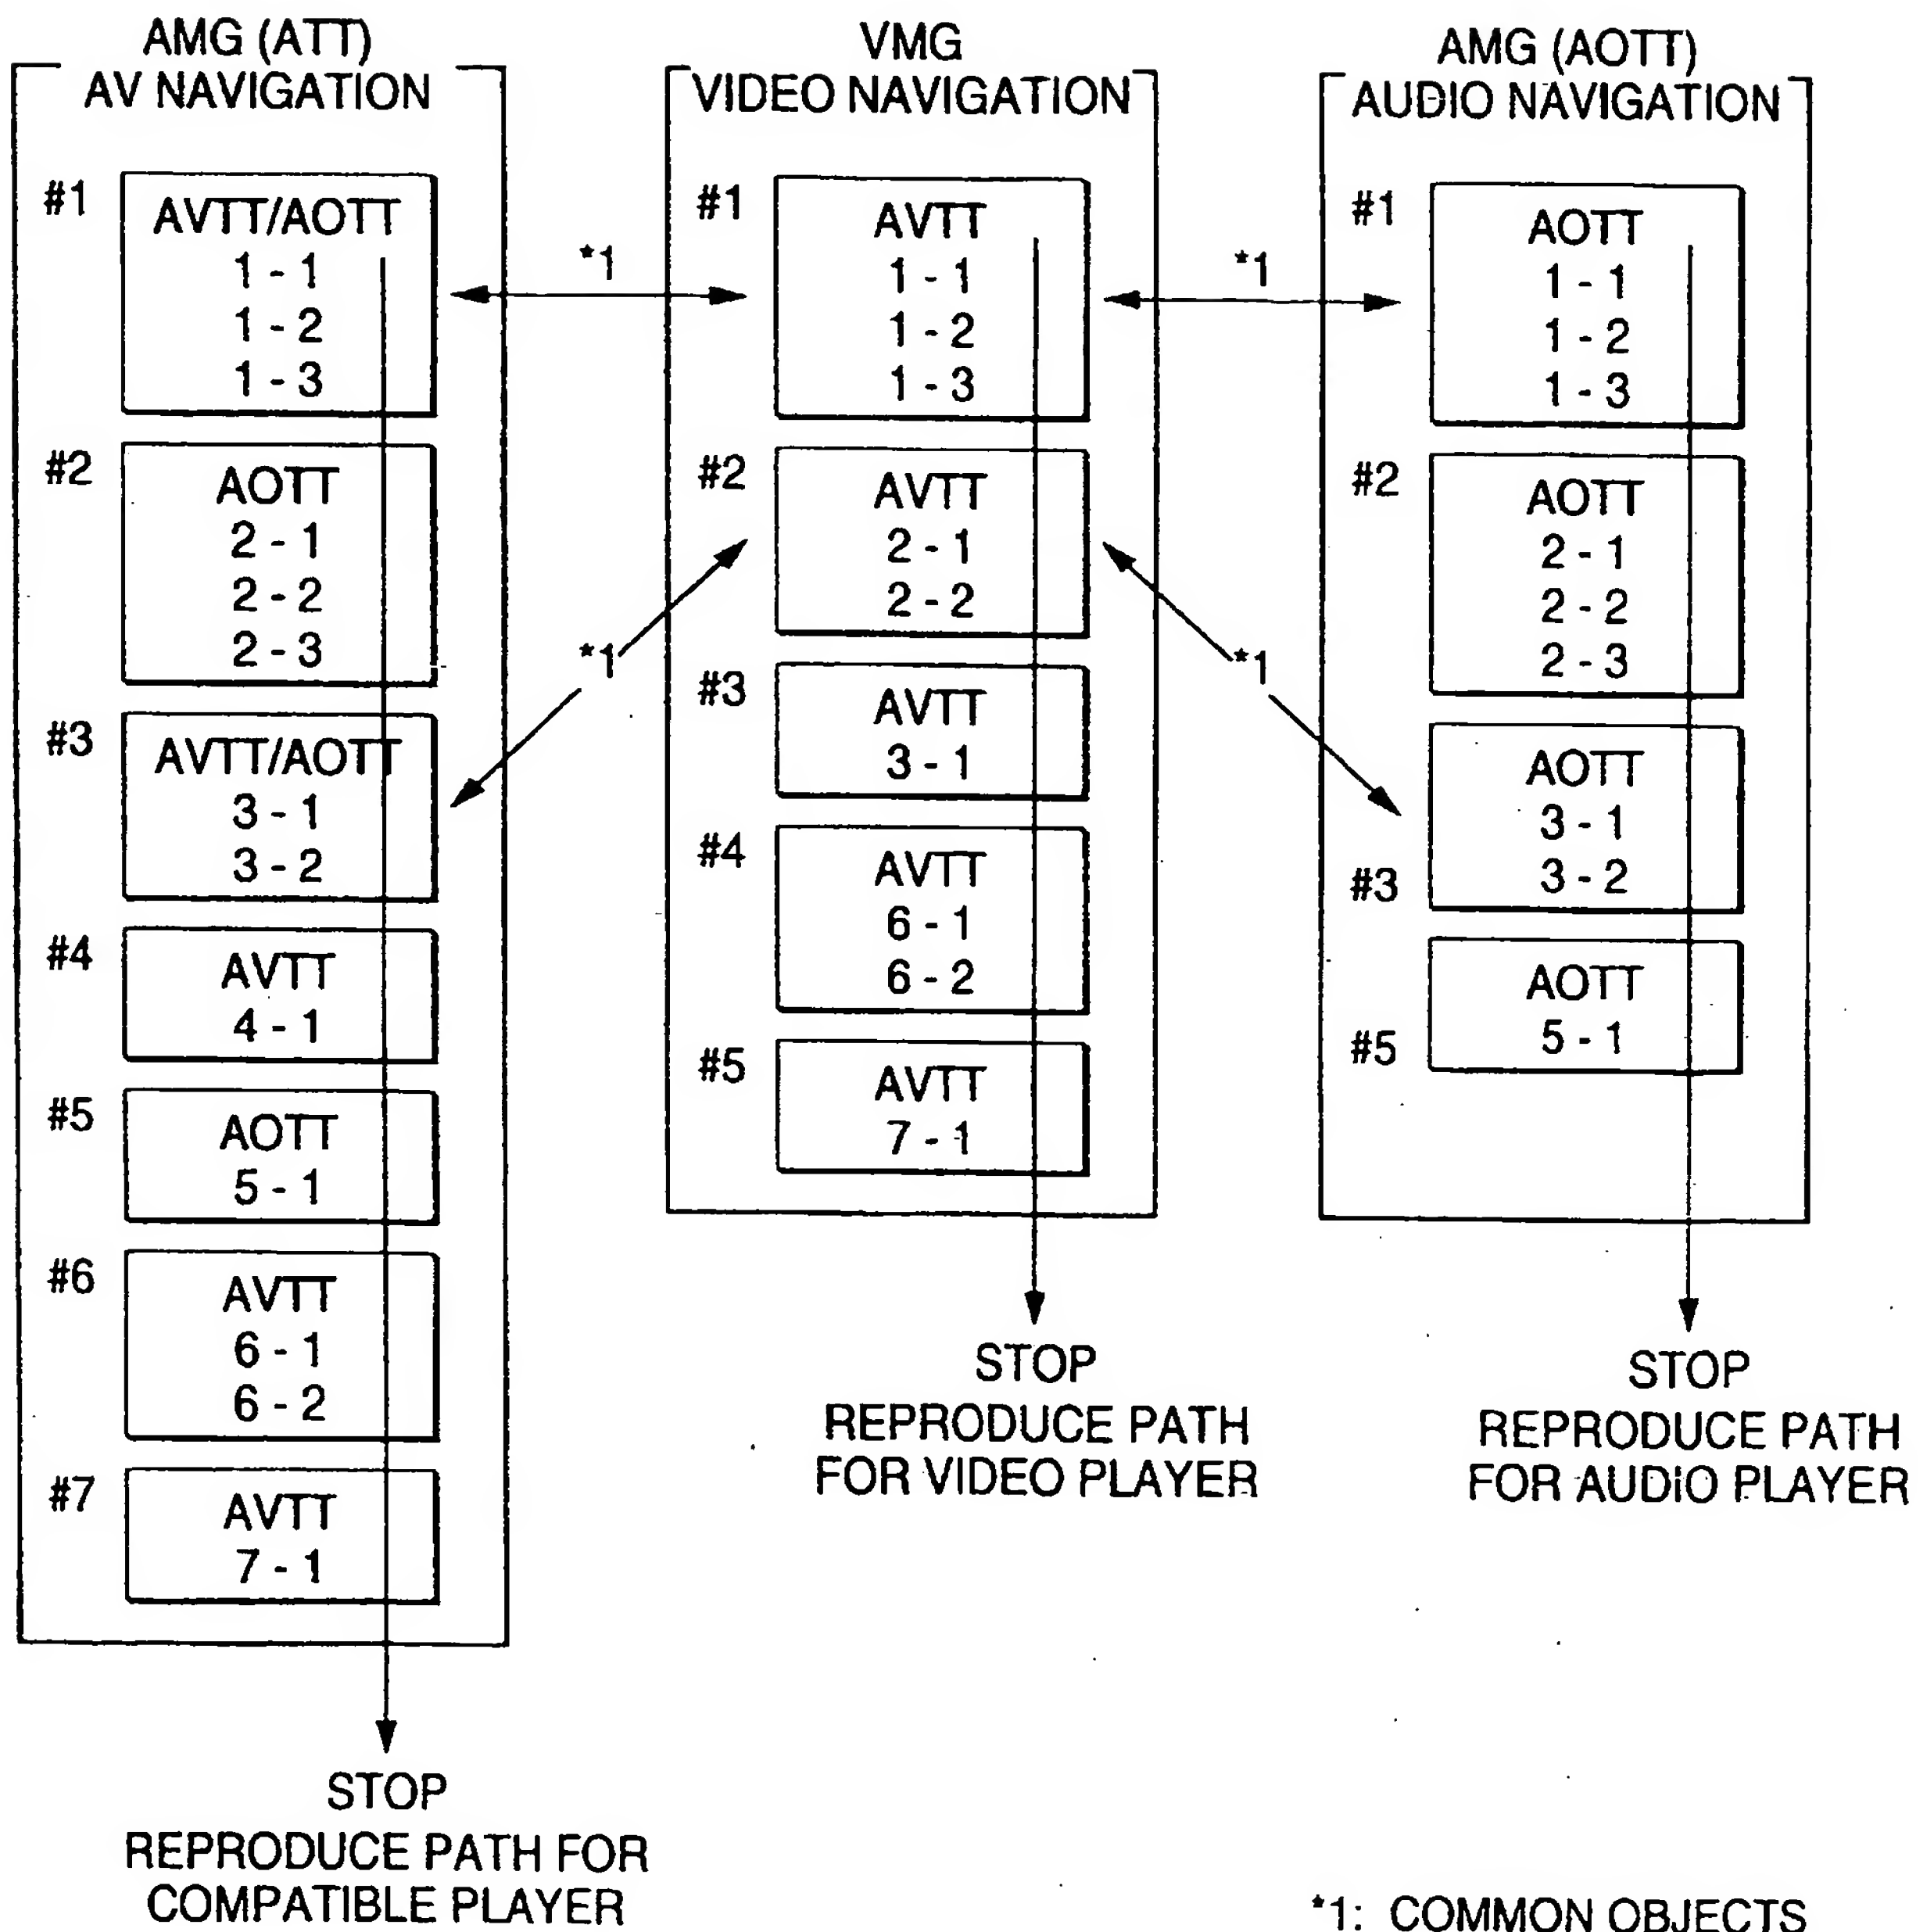 AMG (ATT)
AV NAVIGATION
#1
AVTT/AOTT
1 - 1
1 - 2
1 - 3
#2
AOTT
2 - 1
2 - 2
2 - 3
#3
AVTT/AOTT
3 - 1
3 - 2
#4
AVTT
4 - 1
#5
AOTT
5 - 1
#6
AVTT
6 - 1
6 - 2
#7
AVTT
7 - 1
STOP
REPRODUCE PATH FOR
COMPATIBLE PLAYER
*1
*1
VMG
VIDEO NAVIGATION
#1
AVTT
1 - 1
1 - 2
1 - 3
#2
AVTT
2 - 1
2 - 2
#3
AVTT
3 - 1
#4
AVTT
6 - 1
6 - 2
#5
AVTT
7 - 1
STOP
REPRODUCE PATH
FOR VIDEO PLAYER
*1
*1
AMG (AOTT)
AUDIO NAVIGATION
#1
AOTT
1 - 1
1 - 2
1 - 3
#2
AOTT
2 - 1
2 - 2
2 - 3
AOTT
3 - 1
3 - 2
#3
AOTT
5 - 1
#5
STOP
REPRODUCE PATH
FOR AUDIO PLAYER
*1: COMMON OBJECTS